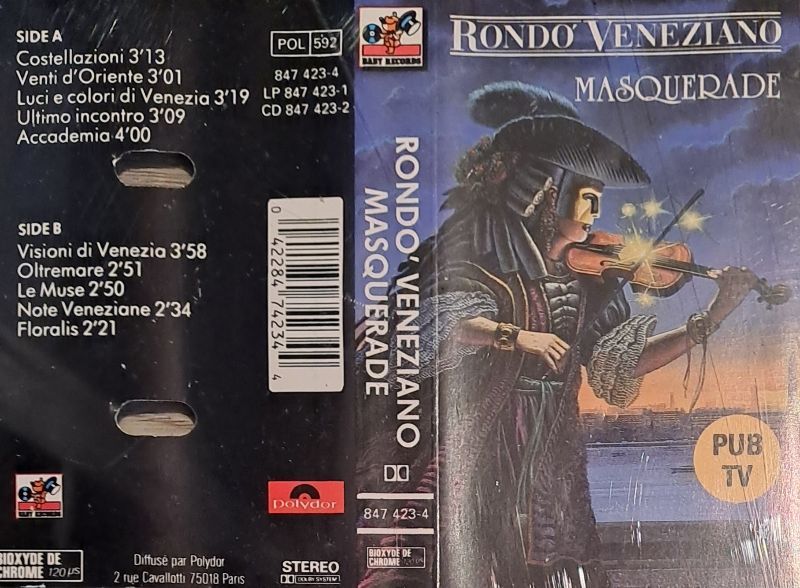 SIDE A
Costellazioni 3'13
Venti d'Oriente 3'01
Luci e colori di Venezia 3'19
Ultimo incontro 3'09
Accademia 4'00
SIDE B
Visioni di Venezia 3'58
Oltremare 2'51
Le Muse 2'50
Note Veneziane 2'34
Floralis 2'21
BIOXYDE DE
CHROME 120 µs
Diffusé par Polydor
2 rue Cavallotti 75018 Paris
POL 592
847 423-4
LP 847 423-1
CD 847 423-2
0 42284 74234 4
BABY RECORDS
Polydor
STEREO
DOLBY SYSTEM
BABY RECORDS
RONDO' VENEZIANO
MASQUERADE
847 423-4
BIOXYDE DE
CHROME
RONDO' VENEZIANO
MASQUERADE
PUB
TV